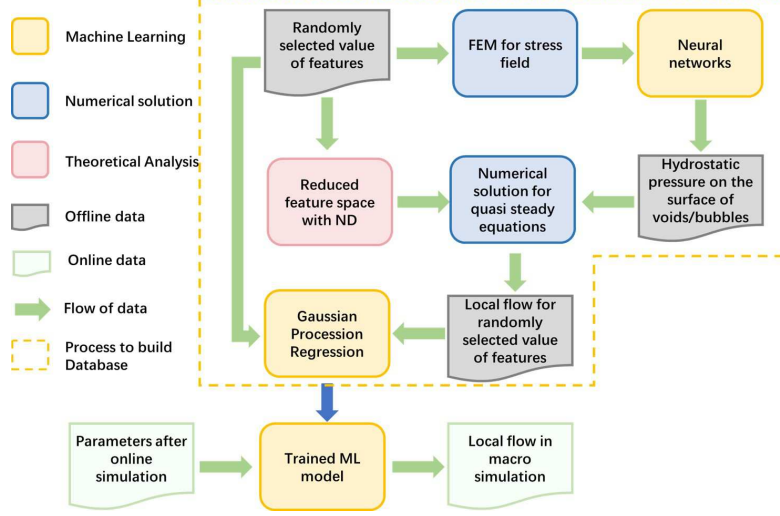 Machine Learning
Numerical solution
Theoretical Analysis
Offline data
Online data
Flow of data
Process to build
Database
Randomly
selected value
of features
FEM for stress
field
Neural
networks
Reduced
feature space
with ND
Numerical
solution for
quasi steady
equations
Hydrostatic
pressure on the
surface of
voids/bubbles
Gaussian
Procession
Regression
Local flow for
randomly
selected value
of features
Parameters after
online
simulation
Trained ML
model
Local flow in
macro
simulation